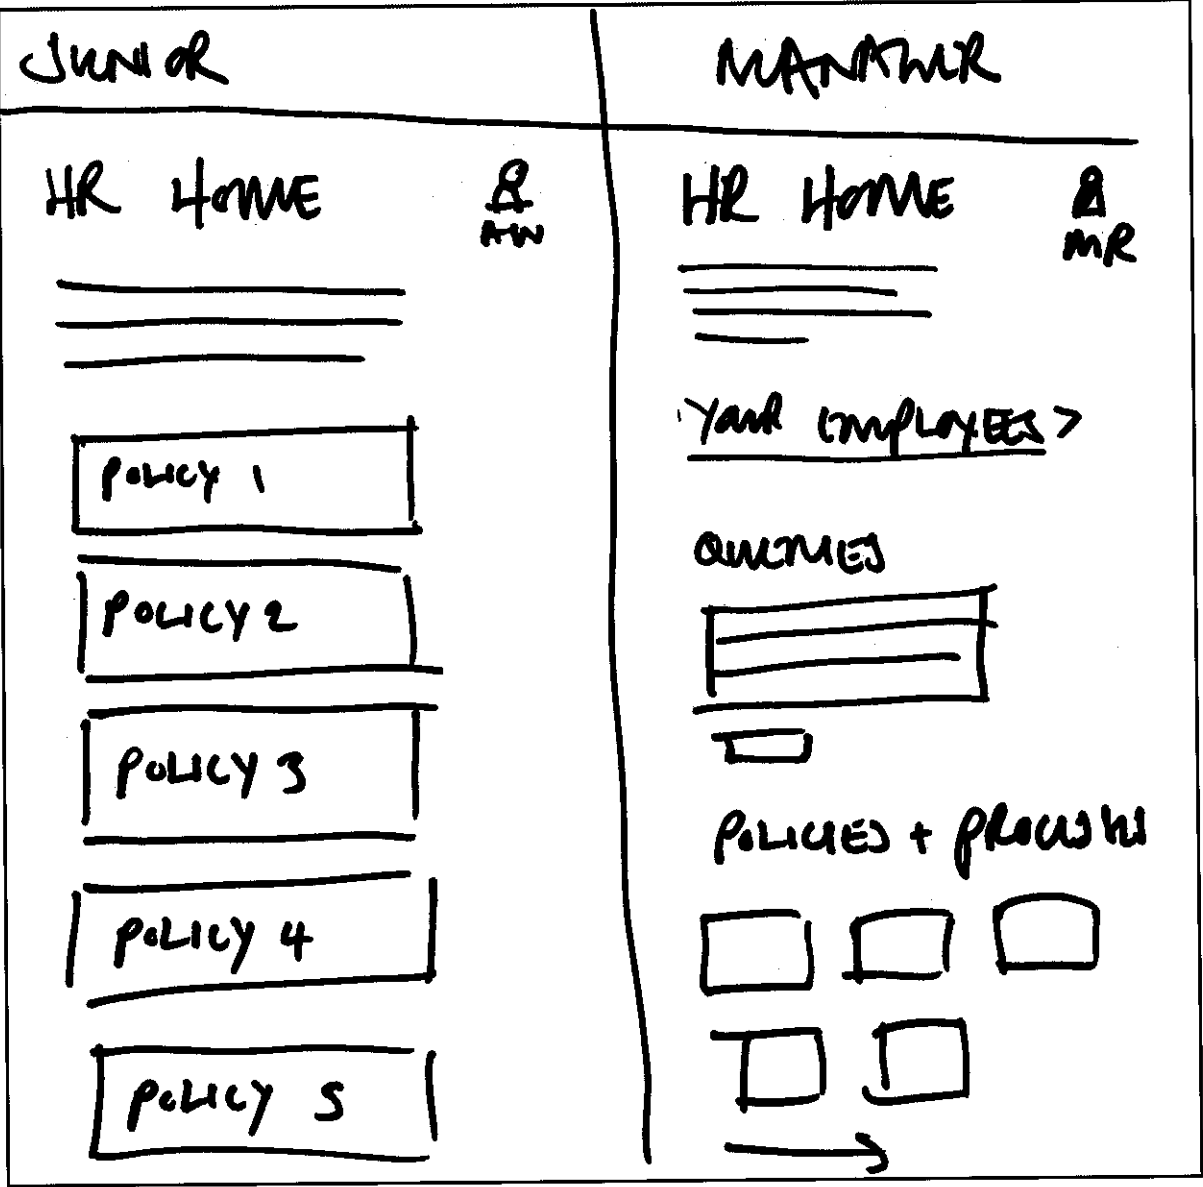 JUNIOR
HR HOME
AW
POLICY 1
POLICY 2
POLICY 3
POLICY 4
POLICY 5
MANAGER
HR HOME
MR
YOUR EMPLOYEES >
QUERIES
POLICIES + PROCESSES